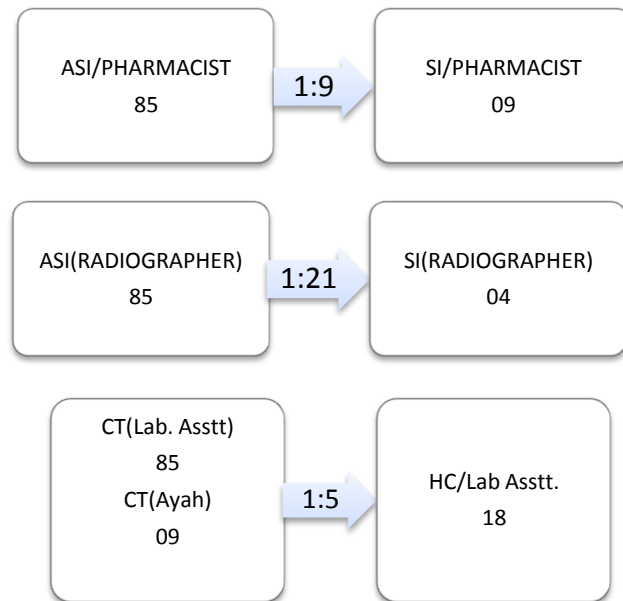 ASI/PHARMACIST
85
1:9
SI/PHARMACIST
09
ASI(RADIOGRAPHER)
85
1:21
SI(RADIOGRAPHER)
04
CT(Lab. Asstt)
85
CT(Ayah)
09
1:5
HC/Lab Asstt.
18